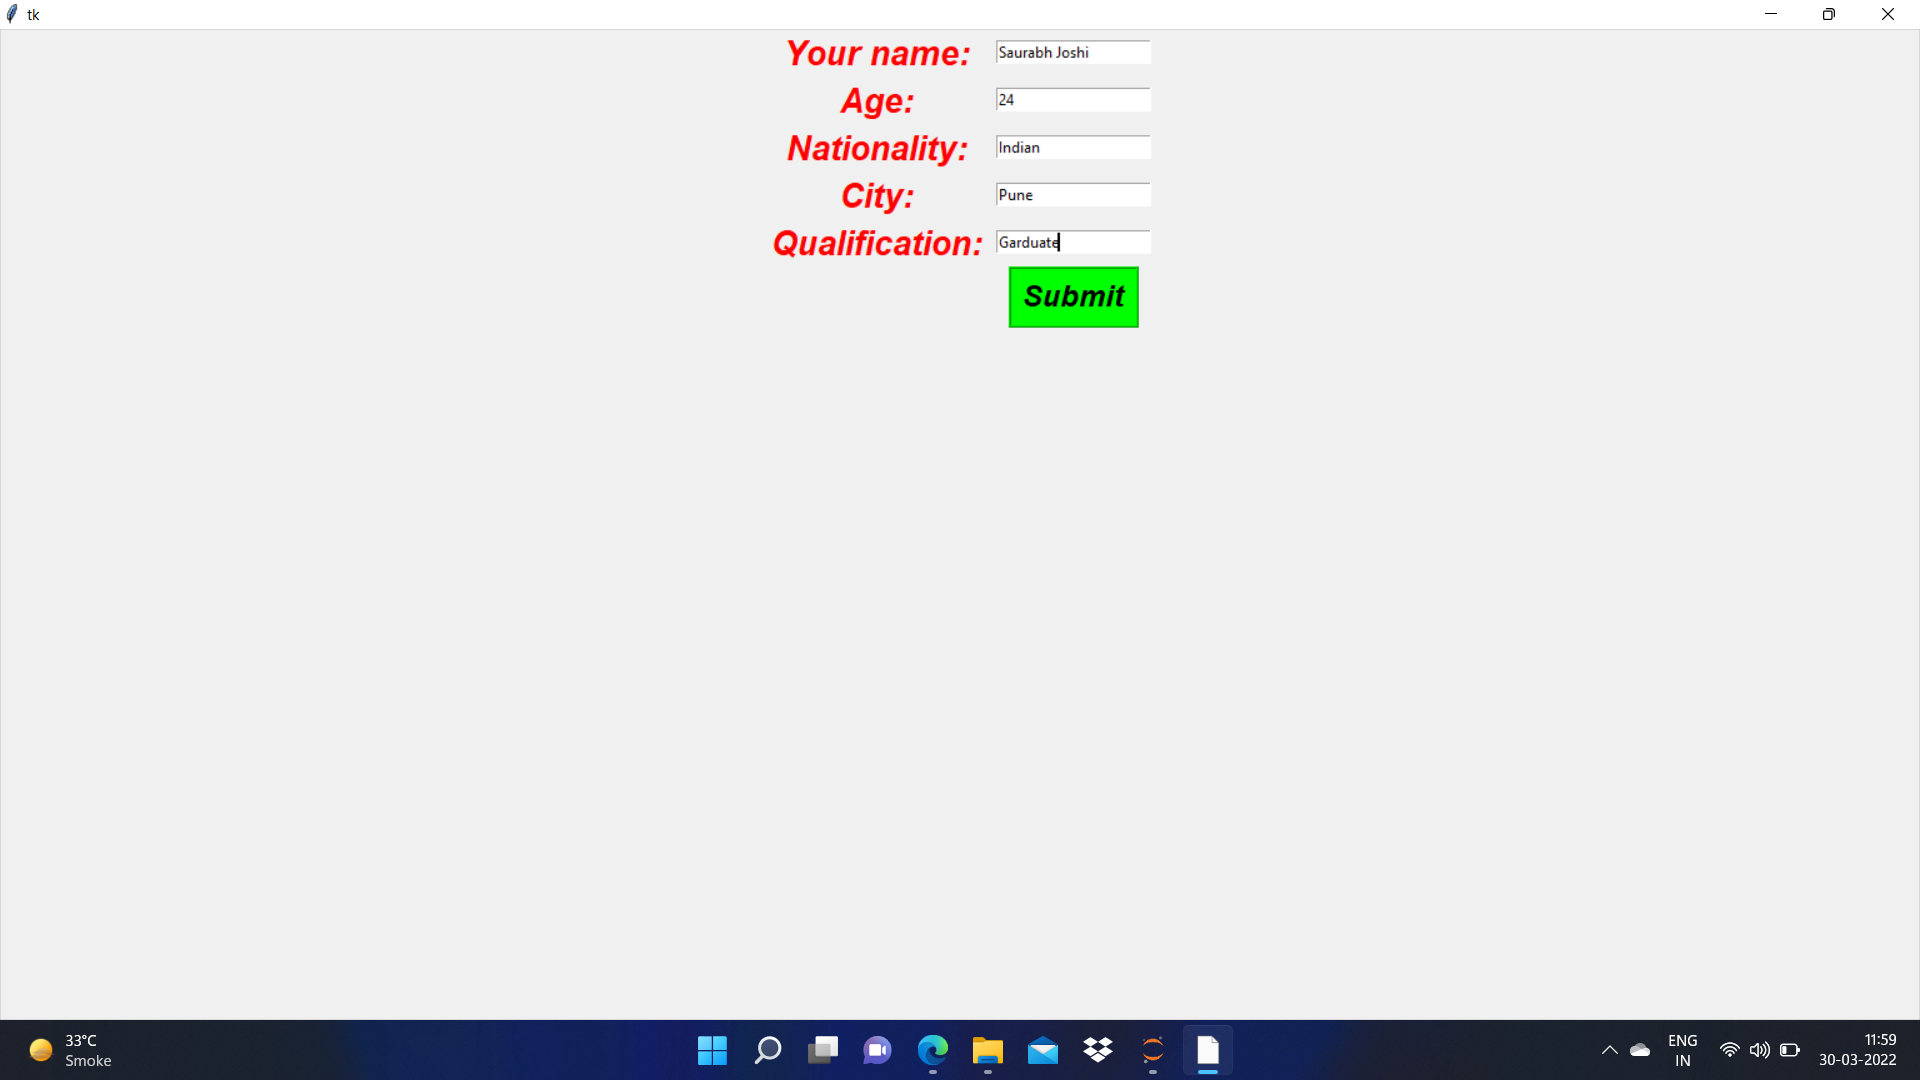 tk
Your name: Saurabh Joshi
Age: 24
Nationality: Indian
City: Pune
Qualification: Garduate
Submit
33°C
Smoke
ENG
IN
11:59
30-03-2022